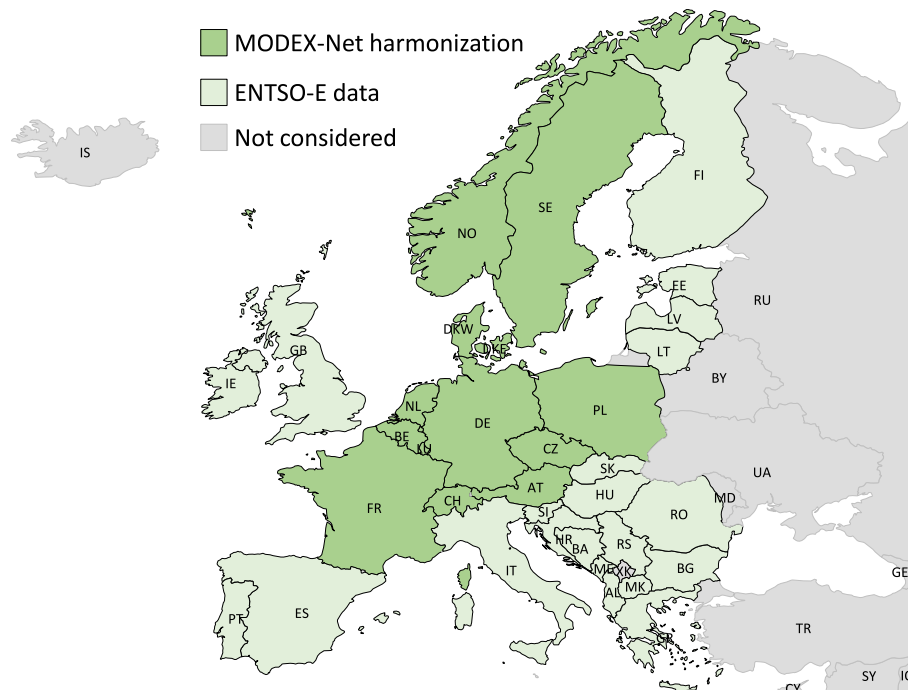 MODEX-Net harmonization
ENTSO-E data
Not considered
IS
FI
SE
NO
EE
RU
LV
DKW
DKE
GB
LT
BY
IE
NL
PL
DE
BE
LU
CZ
SK
UA
AT
HU
MD
CH
FR
SI
RO
HR
BA
RS
ME
XK
BG
IT
GE
MK
AL
ES
PT
TR
GR
SY
CY